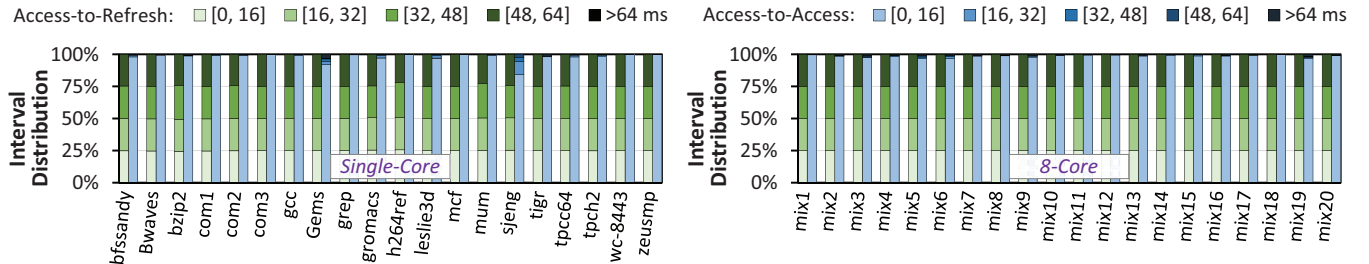 Access-to-Refresh: [0, 16] [16, 32] [32, 48] [48, 64] >64 ms
Access-to-Access: [0, 16] [16, 32] [32, 48] [48, 64] >64 ms
Interval
Distribution
100%
75%
50%
25%
0%
Single-Core
bfssandy
Bwaves
bzip2
com1
com2
com3
gcc
Gems
grep
gromacs
h264ref
leslie3d
mcf
mum
sjeng
tigr
tpcc64
tpch2
wc-8443
zeusmp
Interval
Distribution
100%
75%
50%
25%
0%
8-Core
mix1
mix2
mix3
mix4
mix5
mix6
mix7
mix8
mix9
mix10
mix11
mix12
mix13
mix14
mix15
mix16
mix17
mix18
mix19
mix20